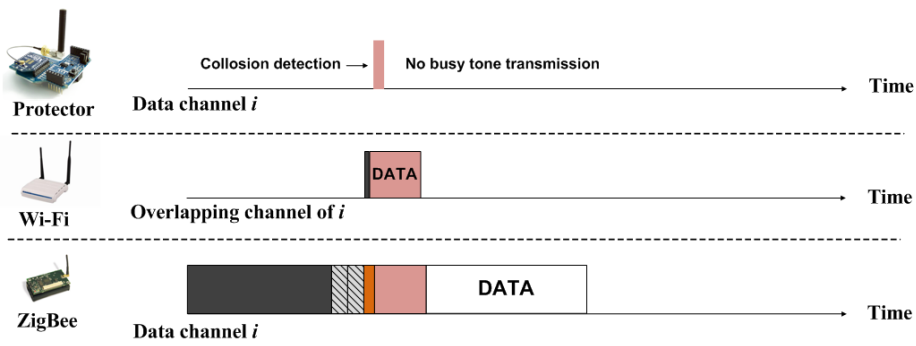 Collosion detection
No busy tone transmission
Time
Protector
Data channel i
DATA
Time
Wi-Fi
Overlapping channel of i
DATA
Time
ZigBee
Data channel i